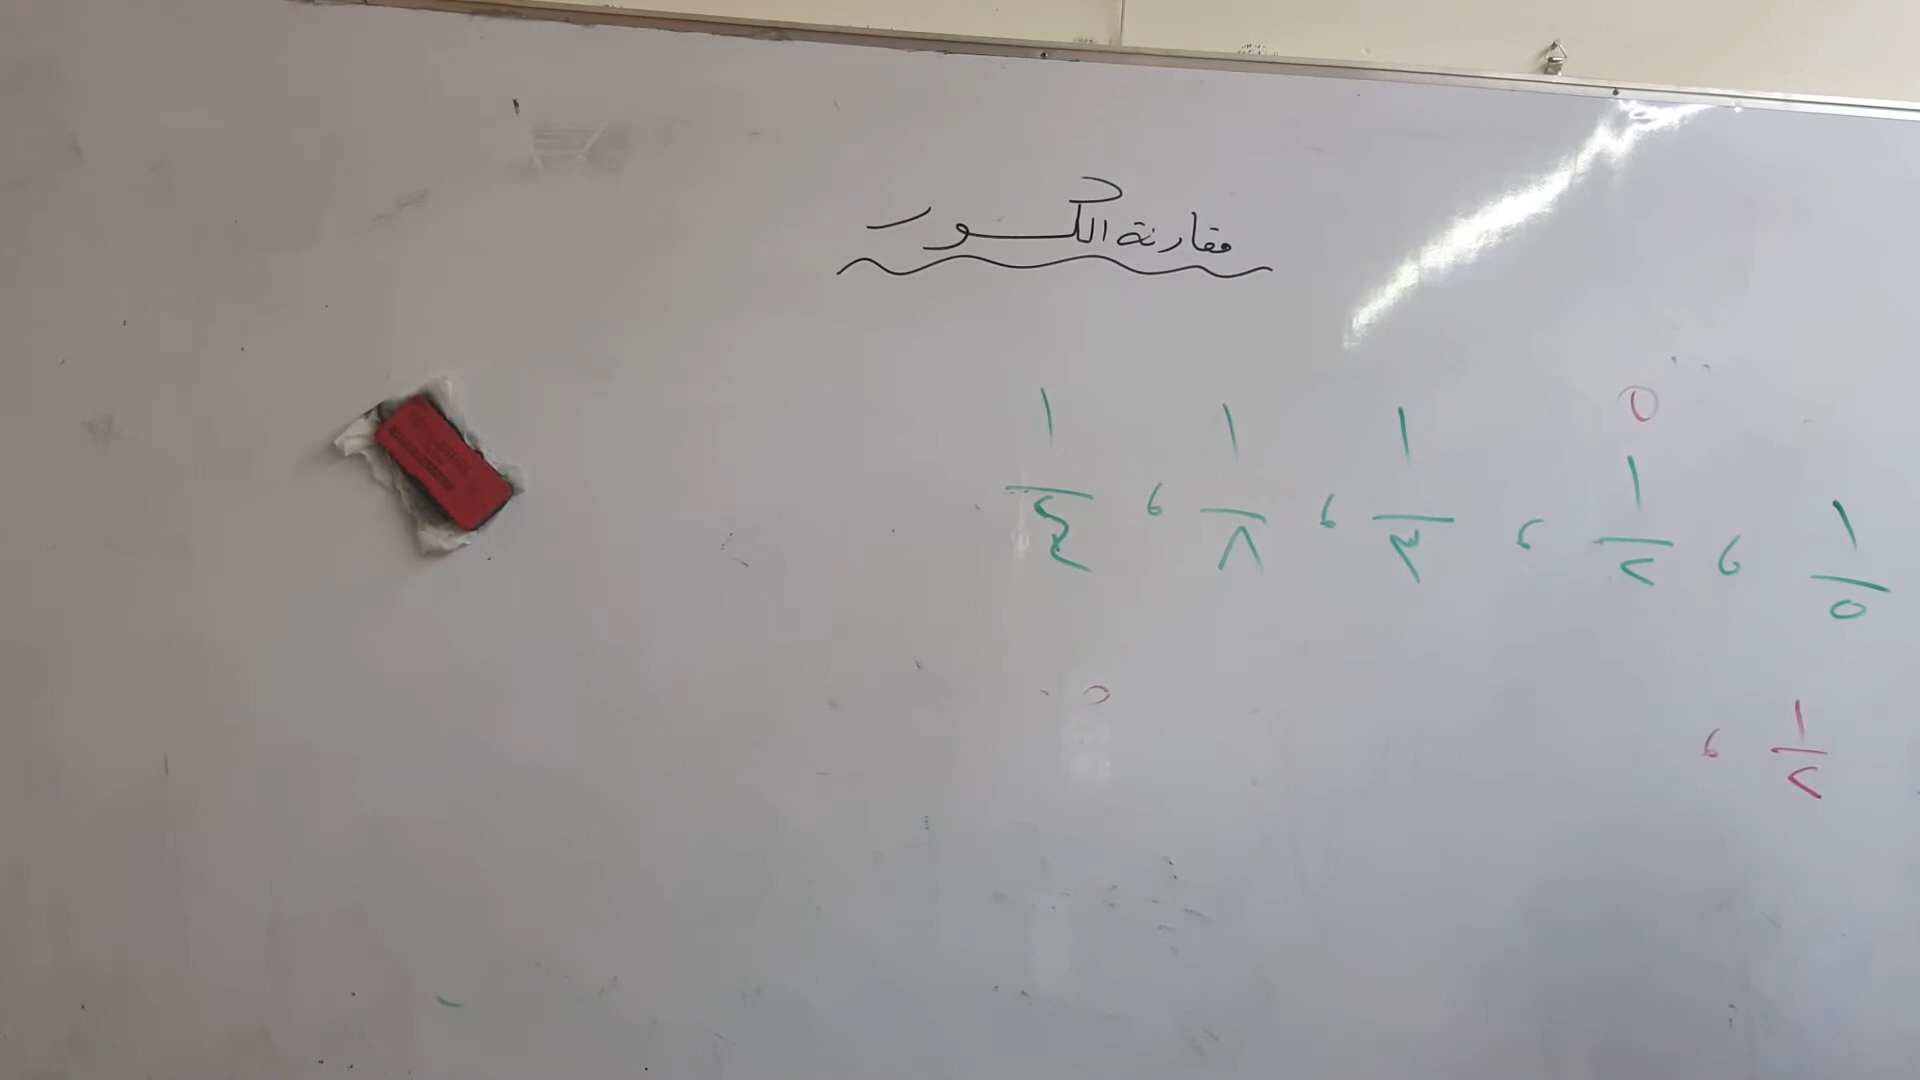 مقارنة الكسور
٥
١/٥ ، ١/٢ ، ١/٣ ، ١/٨ ، ١/٤
١/٢ ،